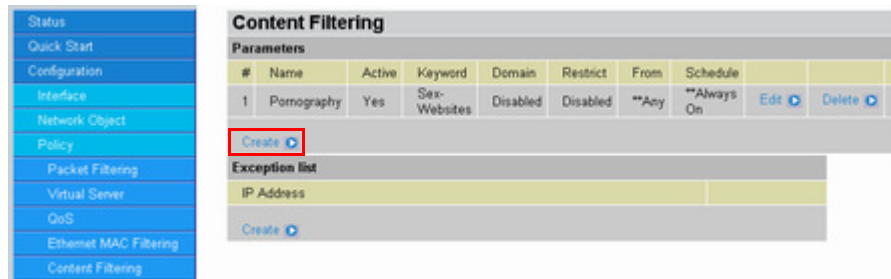 Status
Quick Start
Configuration
Interface
Network Object
Policy
Packet Filtering
Virtual Server
QoS
Ethernet MAC Filtering
Content Filtering
Content Filtering
Parameters
# Name Active Keyword Domain Restrict From Schedule
1 Pornography Yes Sex-Websites Disabled Disabled **Any **Always On Edit Delete
Create
Exception list
IP Address
Create